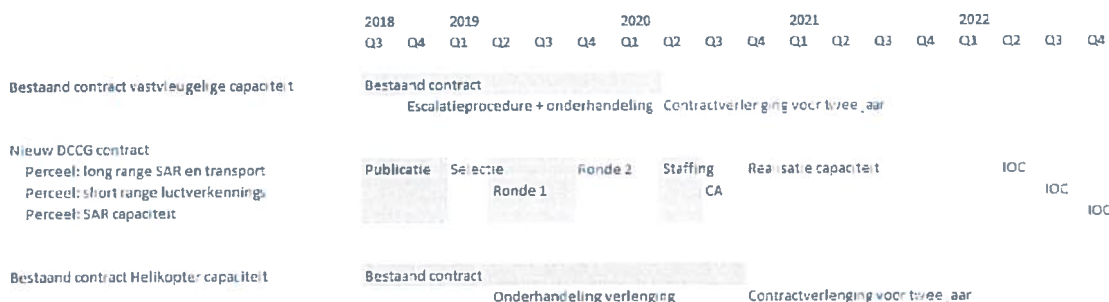 2018 2019 2020 2021 2022
Q3 Q4 Q1 Q2 Q3 Q4 Q1 Q2 Q3 Q4 Q1 Q2 Q3 Q4 Q1 Q2 Q3 Q4
Bestaand contract vastvleugelige capaciteit Bestaand contract
Escalatieprocedure + onderhandeling Contractverlenging voor twee jaar
Nieuw DCCG contract
Perceel: long range SAR en transport Publicatie Selectie Ronde 2 Staffing Realisatie capaciteit IOC
Perceel: short range luchtverkennings Ronde 1 CA IOC
Perceel: SAR capaciteit IOC
Bestaand contract Helikopter capaciteit Bestaand contract
Onderhandeling verlenging Contractverlenging voor twee jaar